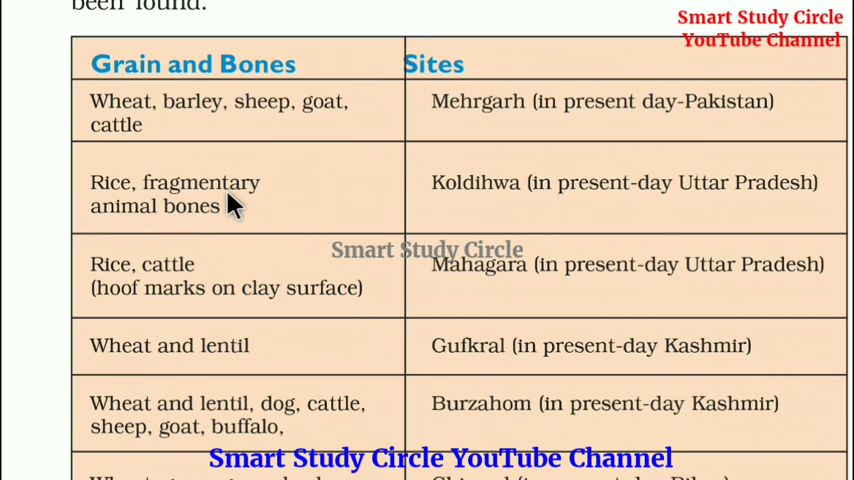 been found.
Smart Study Circle
YouTube Channel
Grain and Bones
Sites
Wheat, barley, sheep, goat,
cattle
Mehrgarh (in present day-Pakistan)
Rice, fragmentary
animal bones
Koldihwa (in present-day Uttar Pradesh)
Smart Study Circle
Rice, cattle
(hoof marks on clay surface)
Mahagara (in present-day Uttar Pradesh)
Wheat and lentil
Gufkral (in present-day Kashmir)
Wheat and lentil, dog, cattle,
sheep, goat, buffalo,
Burzahom (in present-day Kashmir)
Smart Study Circle YouTube Channel